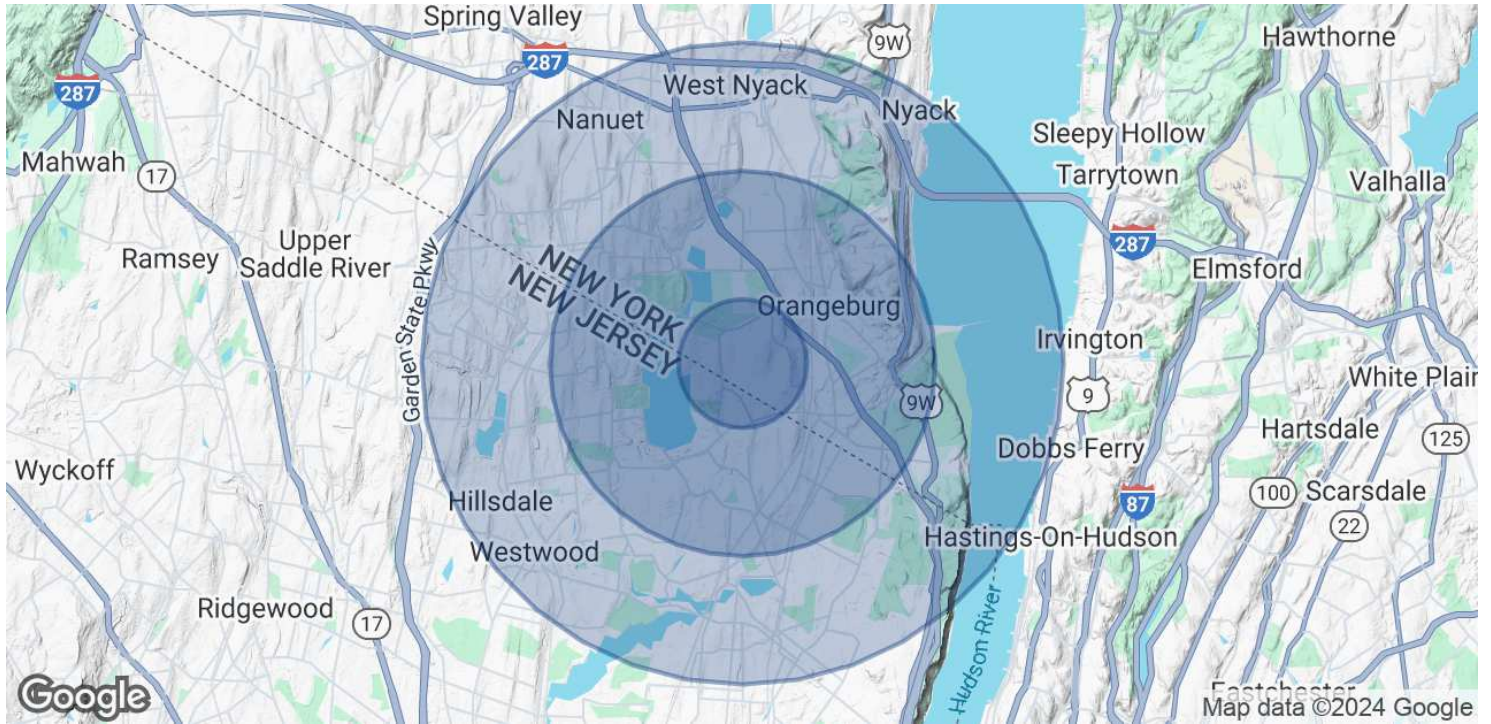 Spring Valley
9W
Hawthorne
287
287
West Nyack
Nanuet
Nyack
Sleepy Hollow
Mahwah
17
Tarrytown
Valhalla
Upper
Saddle River
Ramsey
287
Elmsford
Garden State Pkwy
NEW YORK
NEW JERSEY
Orangeburg
Irvington
White Plain
9W
9
Hartsdale
125
Dobbs Ferry
Wyckoff
Hillsdale
87
100
Scarsdale
22
Westwood
Hastings-On-Hudson
Ridgewood
17
Hudson River
Eastchester
Google
Map data ©2024 Google